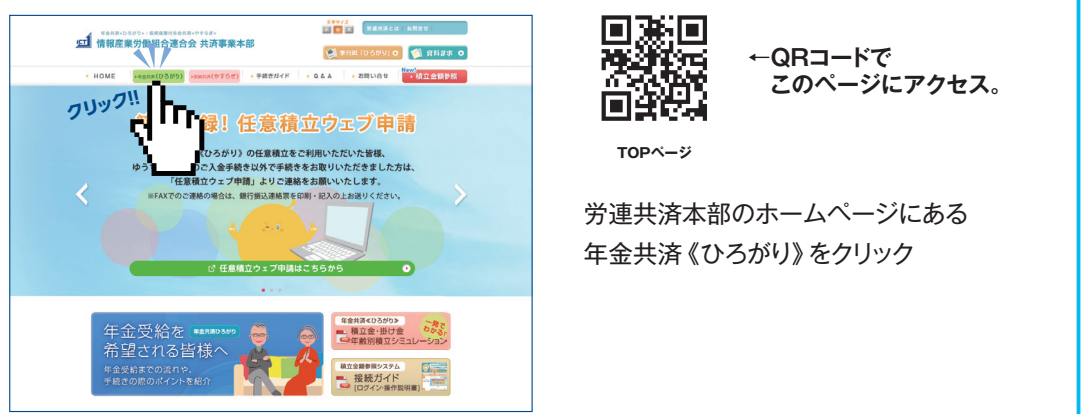 文字サイズ
労連共済とは お問合せ
年金共済《ひろがり》・長期医療付生命共済《やすらぎ》
ICTJ 情報産業労働組合連合会 共済事業本部
季刊紙「ひろがり」
資料請求
HOME
年金共済《ひろがり》
《やすらぎ》
手続きガイド
Q & A
お問い合せ
New!
積立金額参照
クリック!!
録! 任意積立ウェブ申請
《ひろがり》の任意積立をご利用いただいた皆様、
ゆう
のご入金手続き以外で手続きをお取りいただきました方は、
「任意積立ウェブ申請」よりご連絡をお願いいたします。
※FAXでのご連絡の場合は、銀行振込連絡票を印刷・記入の上お送りください。
任意積立ウェブ申請はこちらから
年金受給を 年金共済ひろがり
希望される皆様へ
年金受給までの流れや、
手続きの際のポイントを紹介
年金共済《ひろがり》
積立金・掛け金
年齢別積立シミュレーション
一発で
わかる!
積立金額参照システム
接続ガイド
[ログイン・操作説明書]
←QRコードで
このページにアクセス。
TOPページ
労連共済本部のホームページにある
年金共済《ひろがり》をクリック